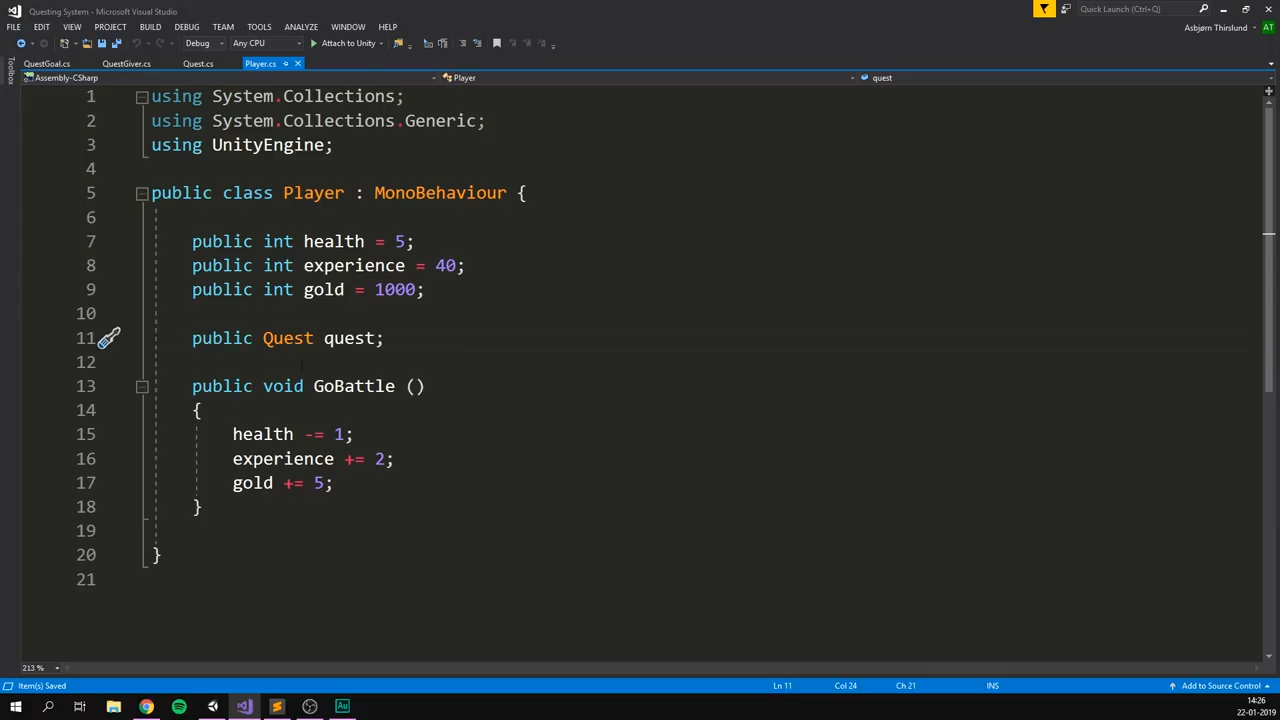 Questing System - Microsoft Visual Studio
Quick Launch (Ctrl+Q)
FILE EDIT VIEW PROJECT BUILD DEBUG TEAM TOOLS ANALYZE WINDOW HELP
Asbjørn Thirslund AT
Debug Any CPU Attach to Unity
Toolbox
QuestGoal.cs QuestGiver.cs Quest.cs Player.cs
Assembly-CSharp Player quest
1 using System.Collections;
2 using System.Collections.Generic;
3 using UnityEngine;
4
5 public class Player : MonoBehaviour {
6
7 public int health = 5;
8 public int experience = 40;
9 public int gold = 1000;
10
11 public Quest quest;
12
13 public void GoBattle ()
14 {
15 health -= 1;
16 experience += 2;
17 gold += 5;
18 }
19
20 }
21
213 %
Item(s) Saved Ln 11 Col 24 Ch 21 INS Add to Source Control
Au
14:26
22-01-2019